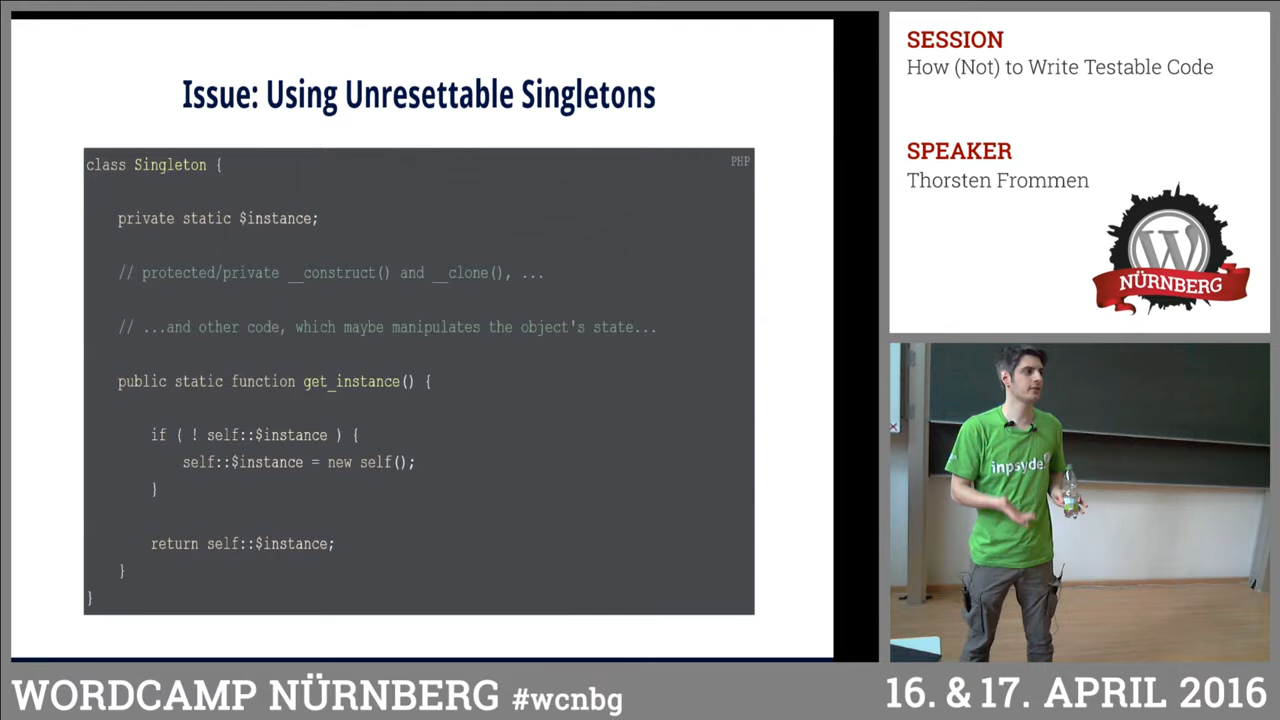 Issue: Using Unresettable Singletons
PHP
class Singleton {
private static $instance;
// protected/private __construct() and __clone(), ...
// ...and other code, which maybe manipulates the object's state...
public static function get_instance() {
if ( ! self::$instance ) {
self::$instance = new self();
}
return self::$instance;
}
}
SESSION
How (Not) to Write Testable Code
SPEAKER
Thorsten Frommen
W
NÜRNBERG
inpsyde
WORDCAMP NÜRNBERG #wcnbg
16. & 17. APRIL 2016